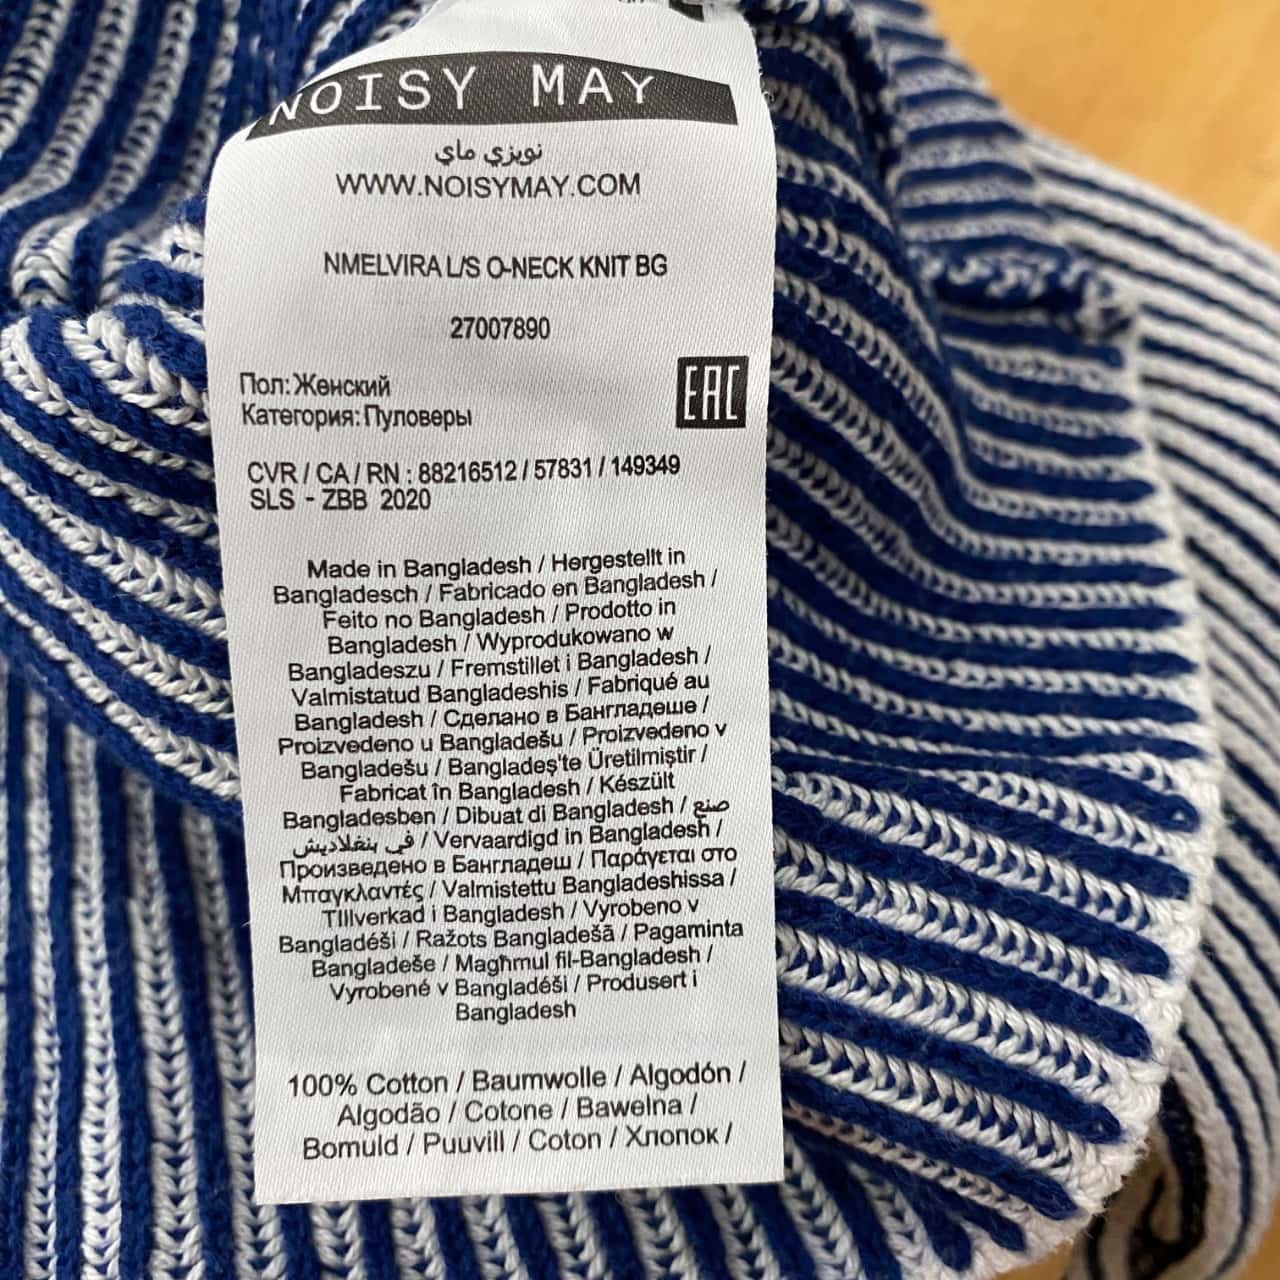 NOISY MAY
نويزي ماي
WWW.NOISYMAY.COM
NMELVIRA L/S O-NECK KNIT BG
27007890
Пол: Женский
Категория: Пуловеры
EAC
CVR / CA / RN : 88216512 / 57831 / 149349
SLS - ZBB 2020
Made in Bangladesh / Hergestellt in
Bangladesch / Fabricado en Bangladesh /
Feito no Bangladesh / Prodotto in
Bangladesh / Wyprodukowano w
Bangladeszu / Fremstillet i Bangladesh /
Valmistatud Bangladeshis / Fabriqué au
Bangladesh / Сделано в Бангладеше /
Proizvedeno u Bangladešu / Proizvedeno v
Bangladešu / Bangladeş'te Üretilmiştir /
Fabricat în Bangladesh / Készült
Bangladesben / Dibuat di Bangladesh / صنع
في بنغلاديش / Vervaardigd in Bangladesh /
Произведено в Бангладеш / Παράγεται στο
Μπαγκλαντές / Valmistettu Bangladeshissa /
TIllverkad i Bangladesh / Vyrobeno v
Bangladéši / Ražots Bangladešā / Pagaminta
Bangladeše / Magħmul fil-Bangladesh /
Vyrobené v Bangladéši / Produsert i
Bangladesh
100% Cotton / Baumwolle / Algodón /
Algodão / Cotone / Bawełna /
Bomuld / Puuvill / Coton / Хлопок /